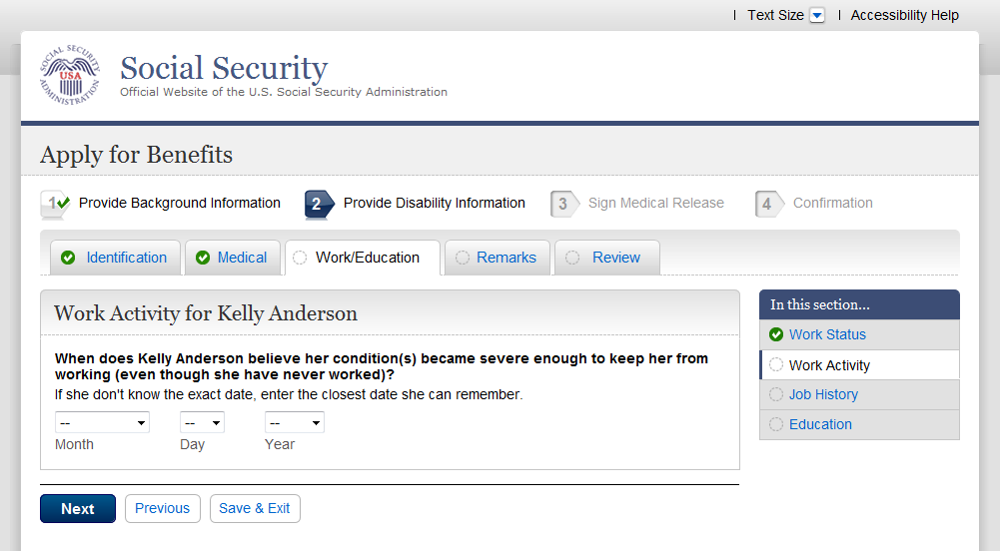 Text Size
Accessibility Help
SOCIAL SECURITY ADMINISTRATION
USA
Social Security
Official Website of the U.S. Social Security Administration
Apply for Benefits
1 Provide Background Information
2 Provide Disability Information
3 Sign Medical Release
4 Confirmation
Identification
Medical
Work/Education
Remarks
Review
Work Activity for Kelly Anderson
When does Kelly Anderson believe her condition(s) became severe enough to keep her from
working (even though she have never worked)?
If she don't know the exact date, enter the closest date she can remember.
-- -- --
Month Day Year
Next
Previous
Save & Exit
In this section...
Work Status
Work Activity
Job History
Education